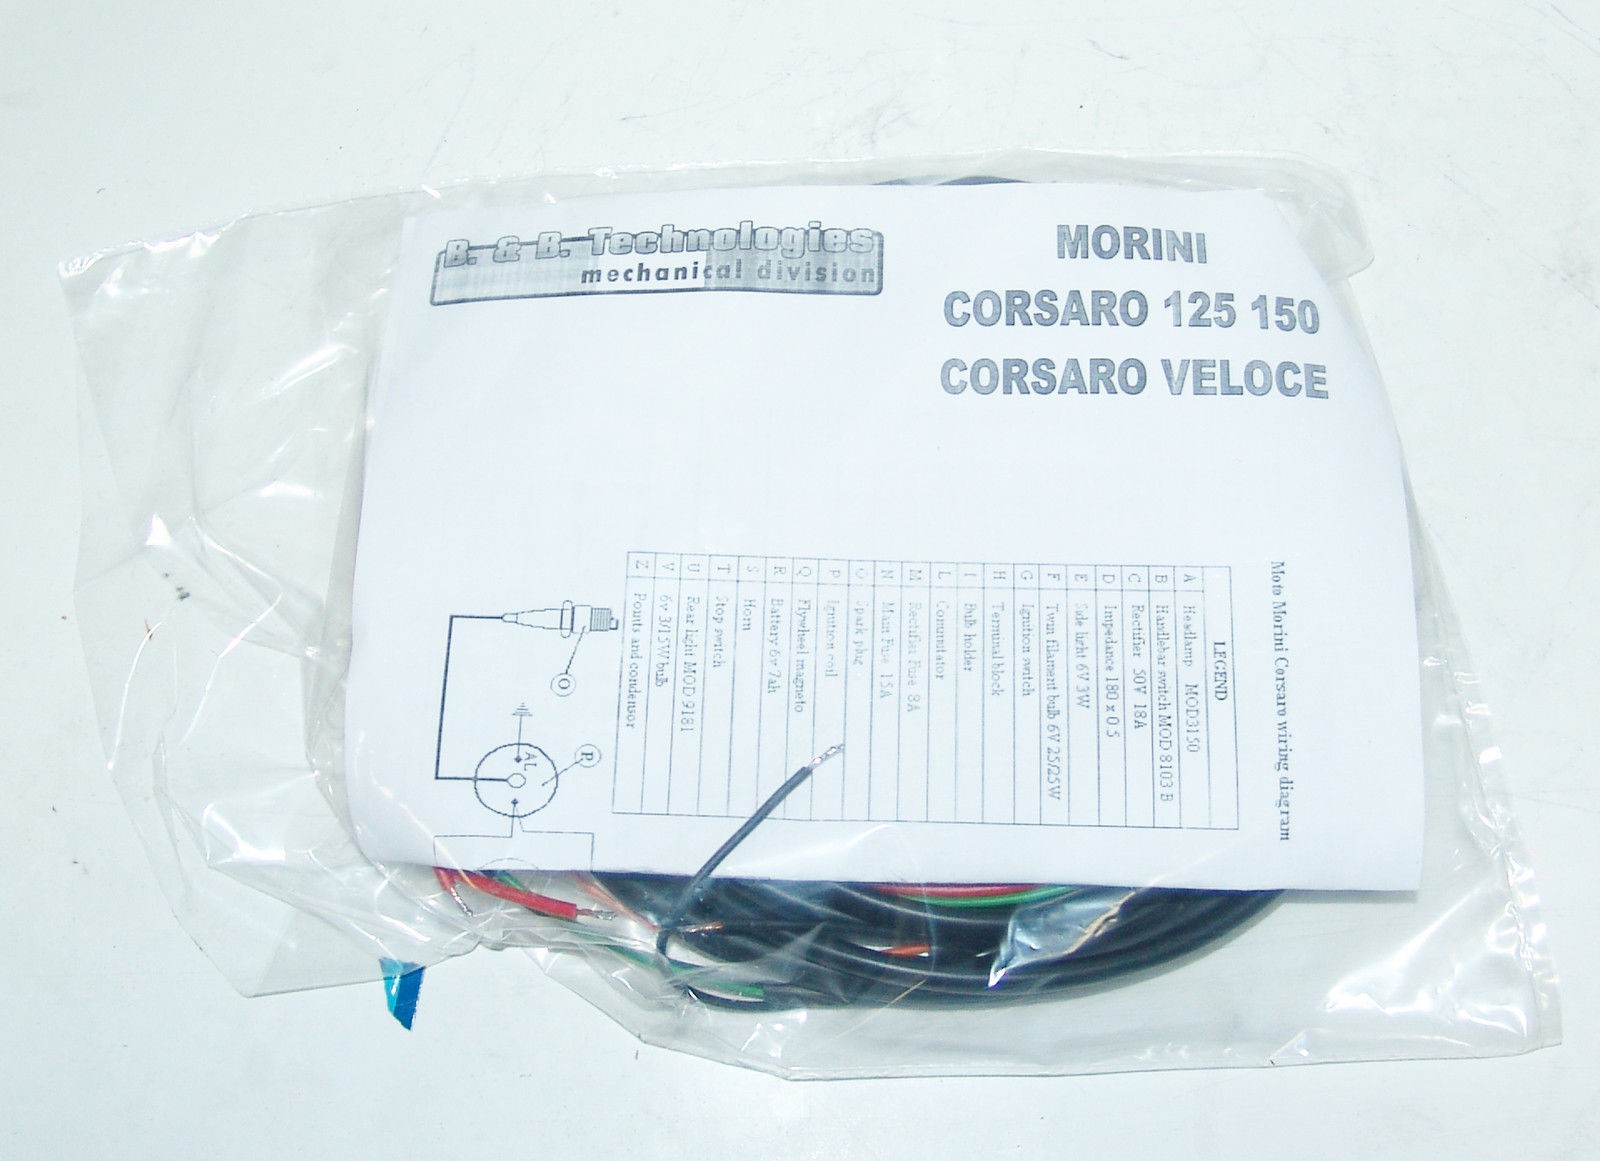 B. & B. Technologies
mechanical division
MORINI
CORSARO 125 150
CORSARO VELOCE
Moto Morini Corsaro wiring diagram
LEGEND
A Headlamp MOD3150
B Handlebar switch MOD 8103 B
C Rectifier 50V 18A
D Impedance 180 x 0.5
E Side light 6V 3W
F Twin filament bulb 6V 25/25W
G Ignition switch
H Terminal block
I Bulb holder
L Commutator
M Rectifier Fuse 8A
N Main Fuse 15A
O Spark plug
P Ignition coil
Q Flywheel magneto
R Battery 6v 7ah
S Horn
T Stop switch
U Rear light MOD 9181
V 6v 3/15W bulb
Z Points and condensor
O
P
AL